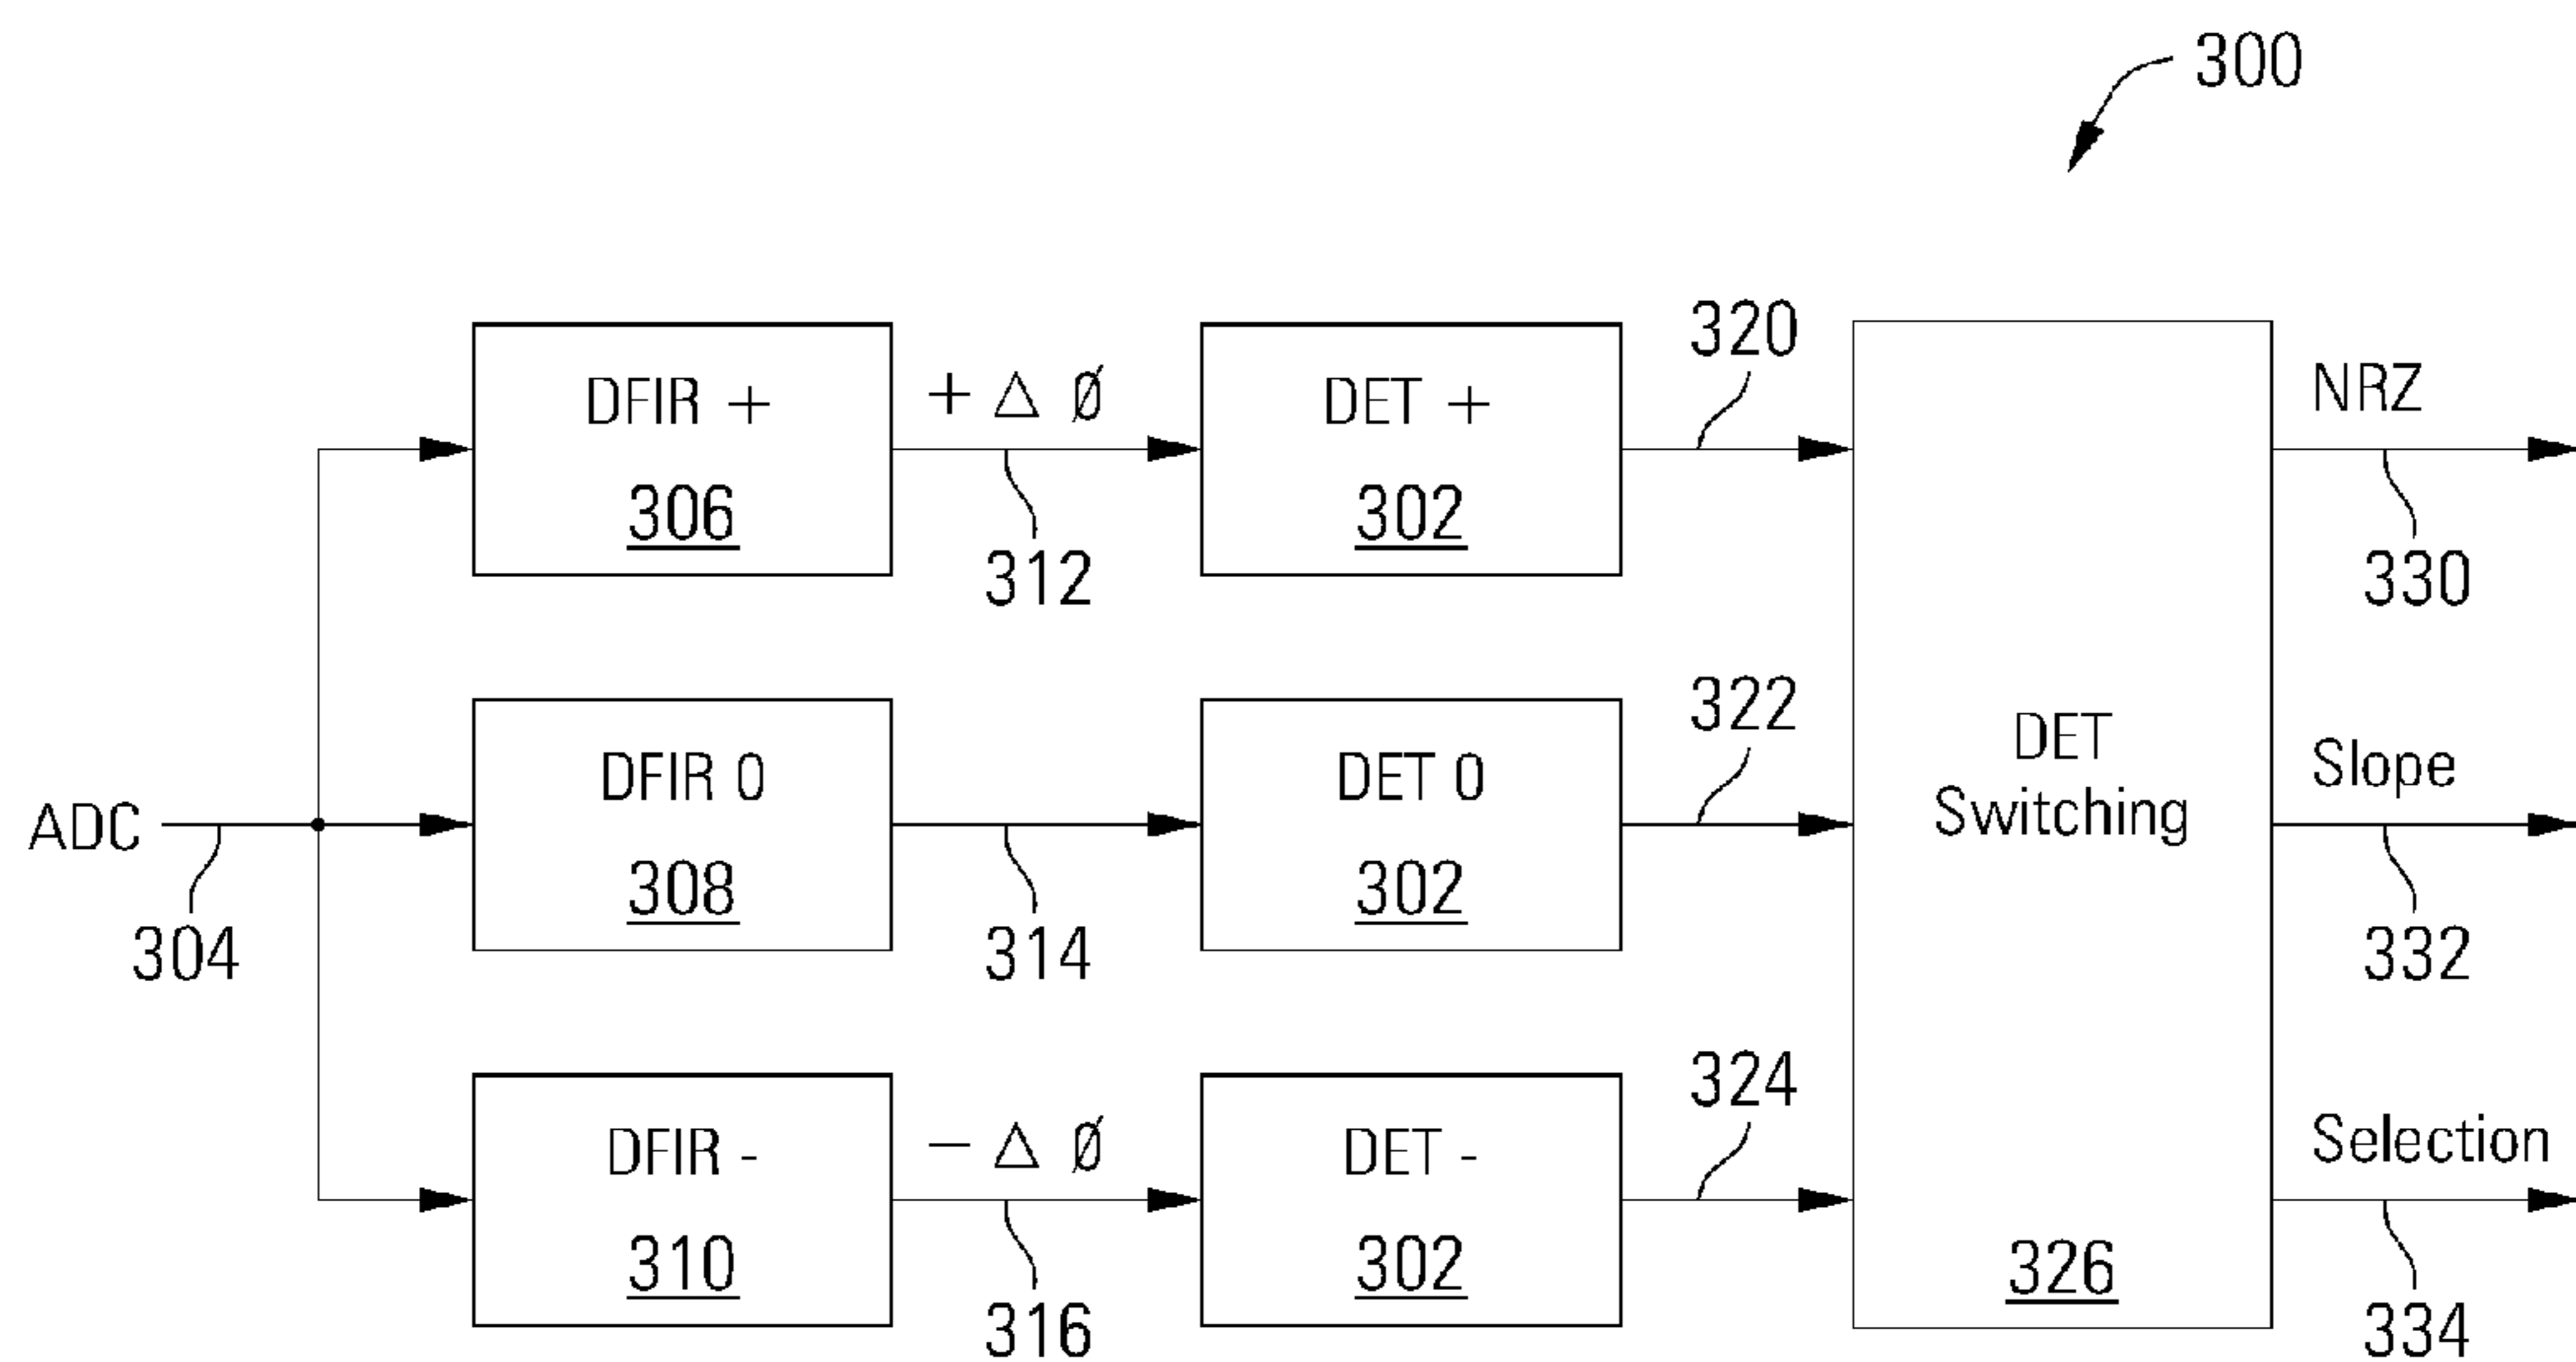 300
320
DFIR +
306
+ Δ Ø
312
DET +
302
NRZ
330
322
ADC
304
DFIR 0
308
314
DET 0
302
DET
Switching
326
Slope
332
324
DFIR -
310
− Δ Ø
316
DET -
302
Selection
334